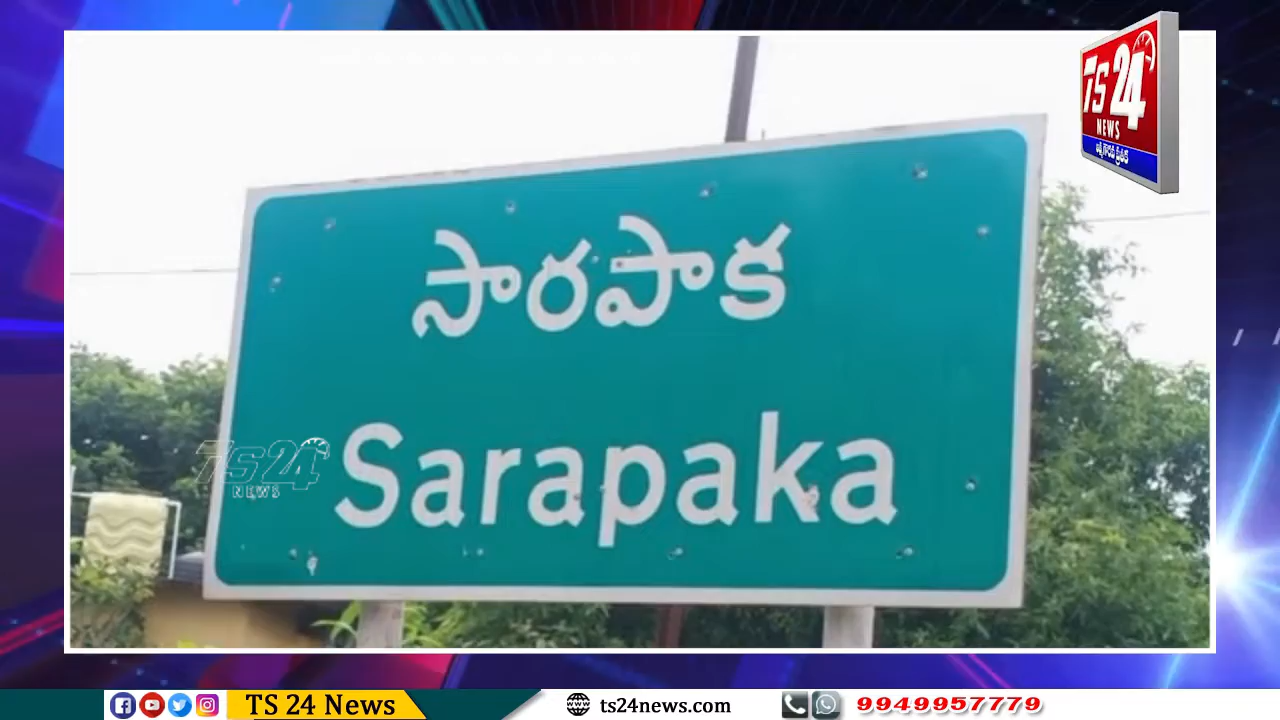 TS 24
NEWS
సారపాక
Sarapaka
TS 24
NEWS
TS 24 News
ts24news.com
9949957779